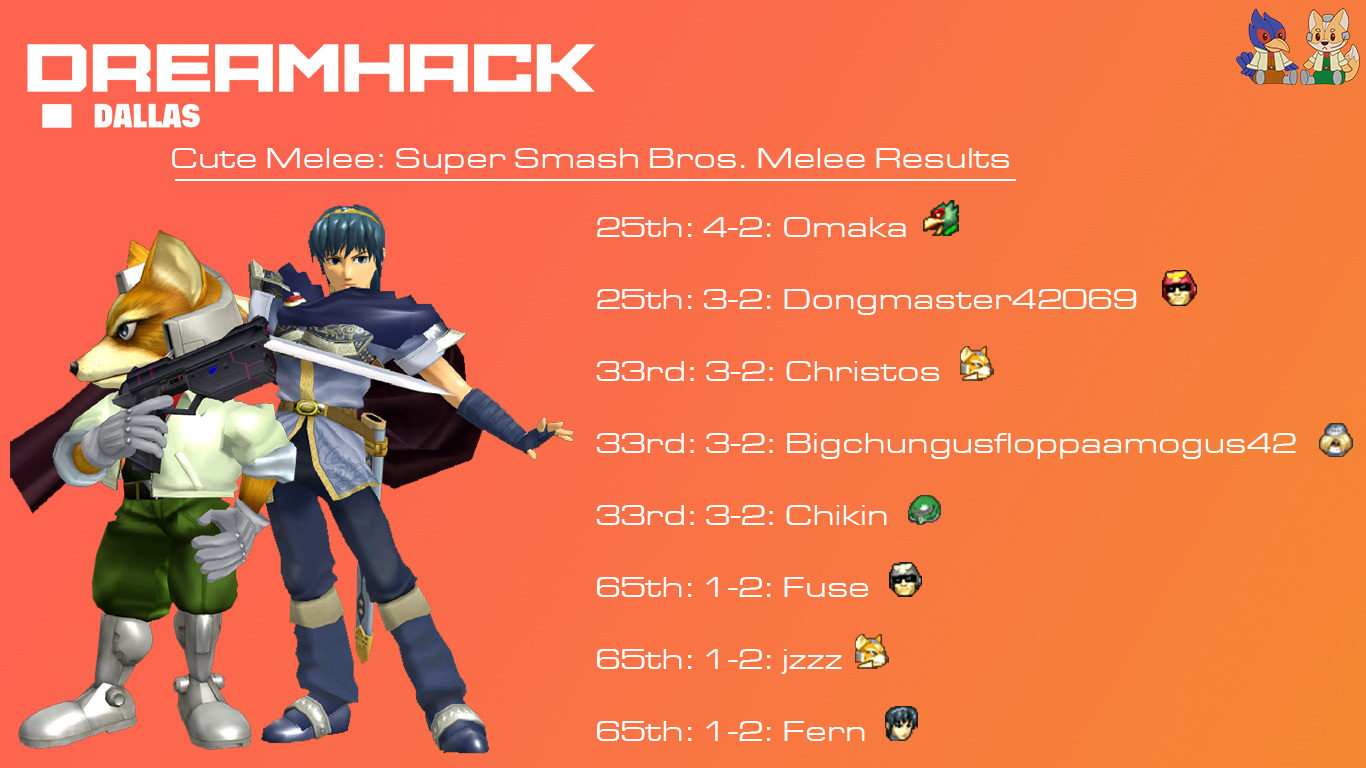 DREAMHACK
DALLAS
Cute Melee: Super Smash Bros. Melee Results
25th: 4-2: Omaka
25th: 3-2: Dongmaster42069
33rd: 3-2: Christos
33rd: 3-2: Bigchungusfloppaamogus42
33rd: 3-2: Chikin
65th: 1-2: Fuse
65th: 1-2: jzzz
65th: 1-2: Fern